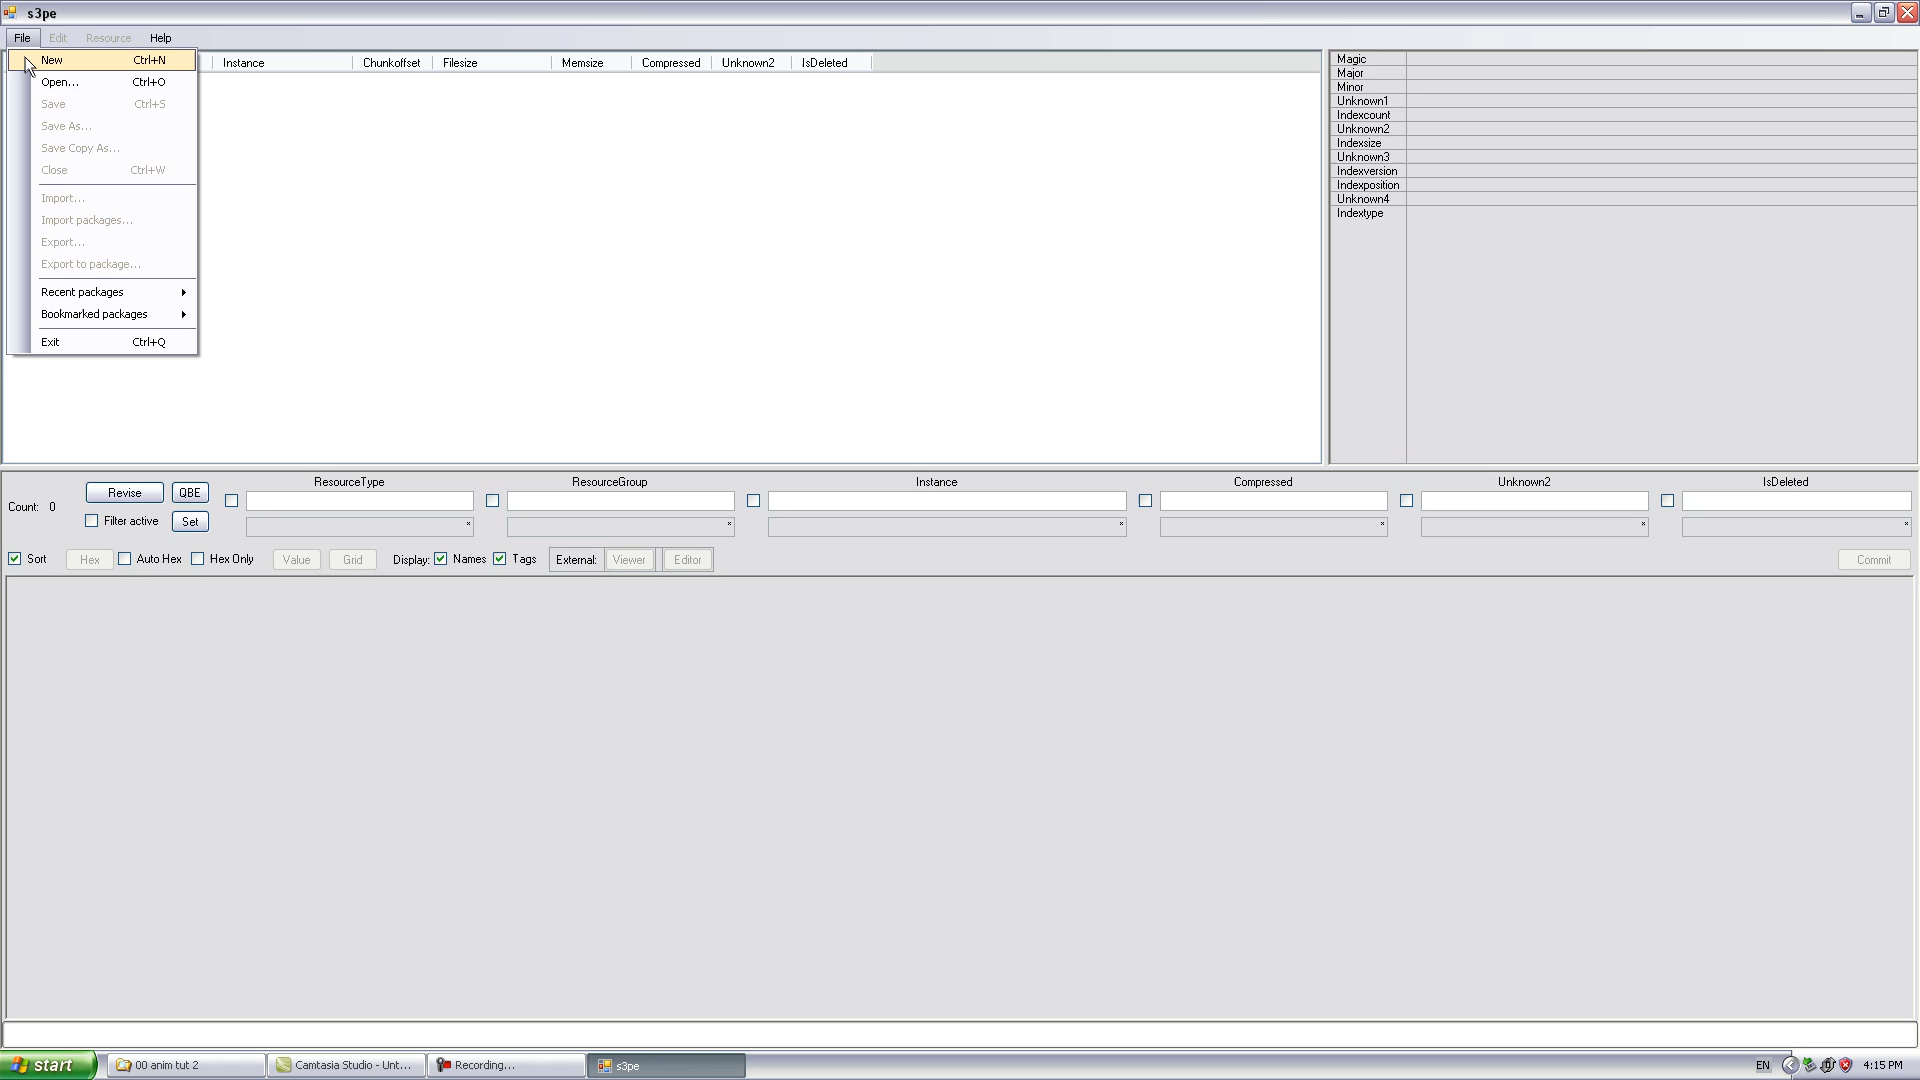 s3pe
File Edit Resource Help
New Ctrl+N
Open... Ctrl+O
Save Ctrl+S
Save As...
Save Copy As...
Close Ctrl+W
Import...
Import packages...
Export...
Export to package...
Recent packages
Bookmarked packages
Exit Ctrl+Q
Instance Chunkoffset Filesize Memsize Compressed Unknown2 IsDeleted
Magic
Major
Minor
Unknown1
Indexcount
Unknown2
Indexsize
Unknown3
Indexversion
Indexposition
Unknown4
Indextype
ResourceType ResourceGroup Instance Compressed Unknown2 IsDeleted
Count: 0 Revise QBE
Filter active Set
Sort Hex Auto Hex Hex Only Value Grid Display: Names Tags External: Viewer Editor Commit
start 00 anim tut 2 Camtasia Studio - Unt... Recording... s3pe EN 4:15 PM